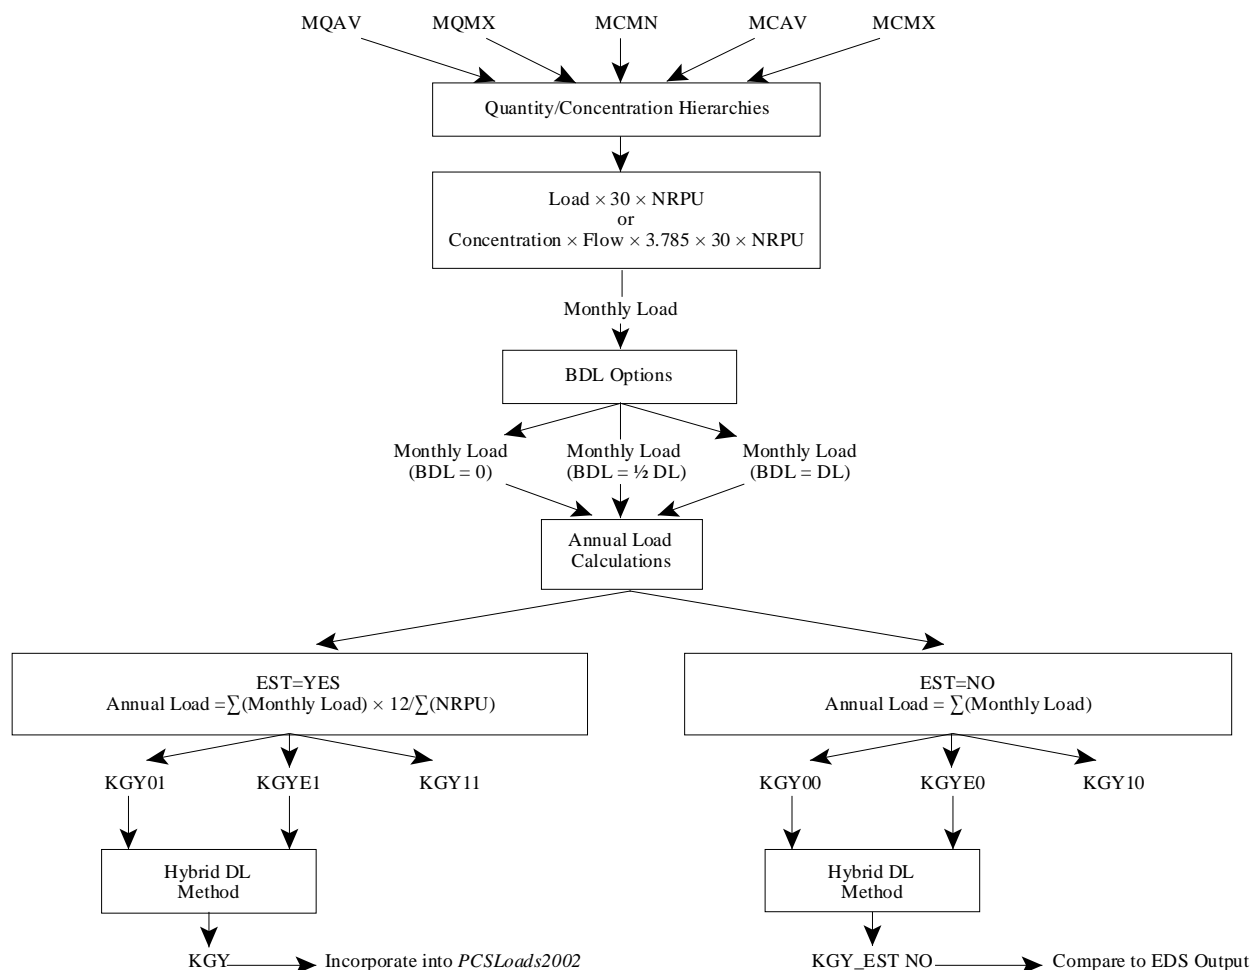 MQAV MQMX MCMN MCAV MCMX
Quantity/Concentration Hierarchies
Load × 30 × NRPU
or
Concentration × Flow × 3.785 × 30 × NRPU
Monthly Load
BDL Options
Monthly Load
(BDL = 0)
Monthly Load
(BDL = ½ DL)
Monthly Load
(BDL = DL)
Annual Load
Calculations
EST=YES
Annual Load =∑(Monthly Load) × 12/∑(NRPU)
EST=NO
Annual Load = ∑(Monthly Load)
KGY01 KGYE1 KGY11
KGY00 KGYE0 KGY10
Hybrid DL
Method
Hybrid DL
Method
KGY Incorporate into PCSLoads2002
KGY_EST NO Compare to EDS Output